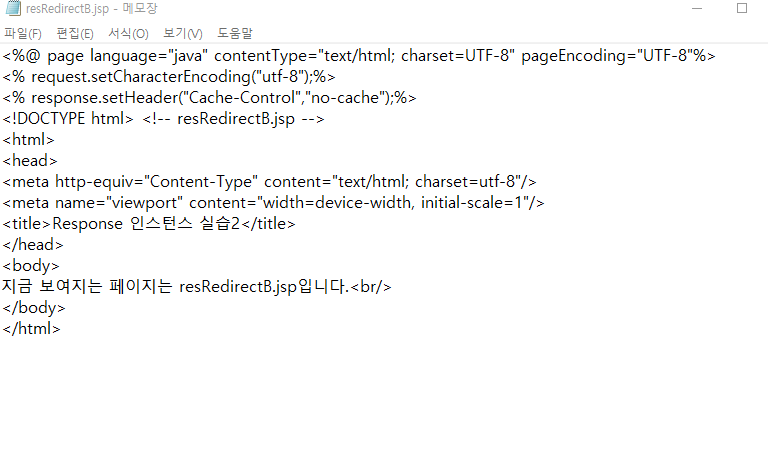 resRedirectB.jsp - 메모장
파일(F) 편집(E) 서식(O) 보기(V) 도움말
<%@ page language="java" contentType="text/html; charset=UTF-8" pageEncoding="UTF-8"%>
<% request.setCharacterEncoding("utf-8");%>
<% response.setHeader("Cache-Control","no-cache");%>
<!DOCTYPE html> <!-- resRedirectB.jsp -->
<html>
<head>
<meta http-equiv="Content-Type" content="text/html; charset=utf-8"/>
<meta name="viewport" content="width=device-width, initial-scale=1"/>
<title>Response 인스턴스 실습2</title>
</head>
<body>
지금 보여지는 페이지는 resRedirectB.jsp입니다.<br/>
</body>
</html>